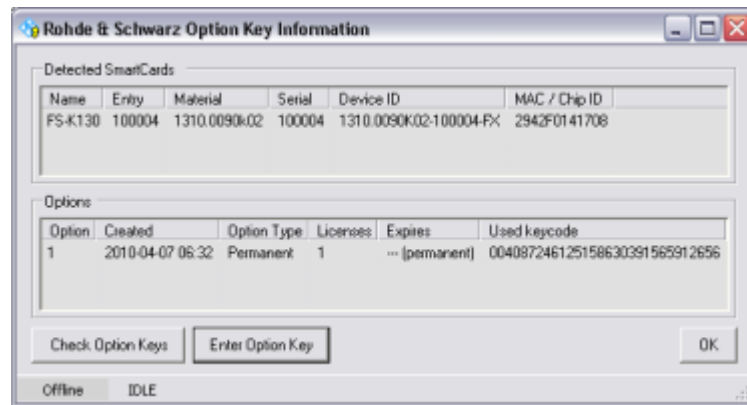 Rohde & Schwarz Option Key Information
Detected SmartCards
Name Entry Material Serial Device ID MAC / Chip ID
FS-K130 100004 1310.0090k02 100004 1310.0090K02-100004-FX 2942F0141708
Options
Option Created Option Type Licenses Expires Used keycode
1 2010-04-07 06:32 Permanent 1 --- (permanent) 004087246125158630391565912656
Check Option Keys Enter Option Key OK
Offline IDLE